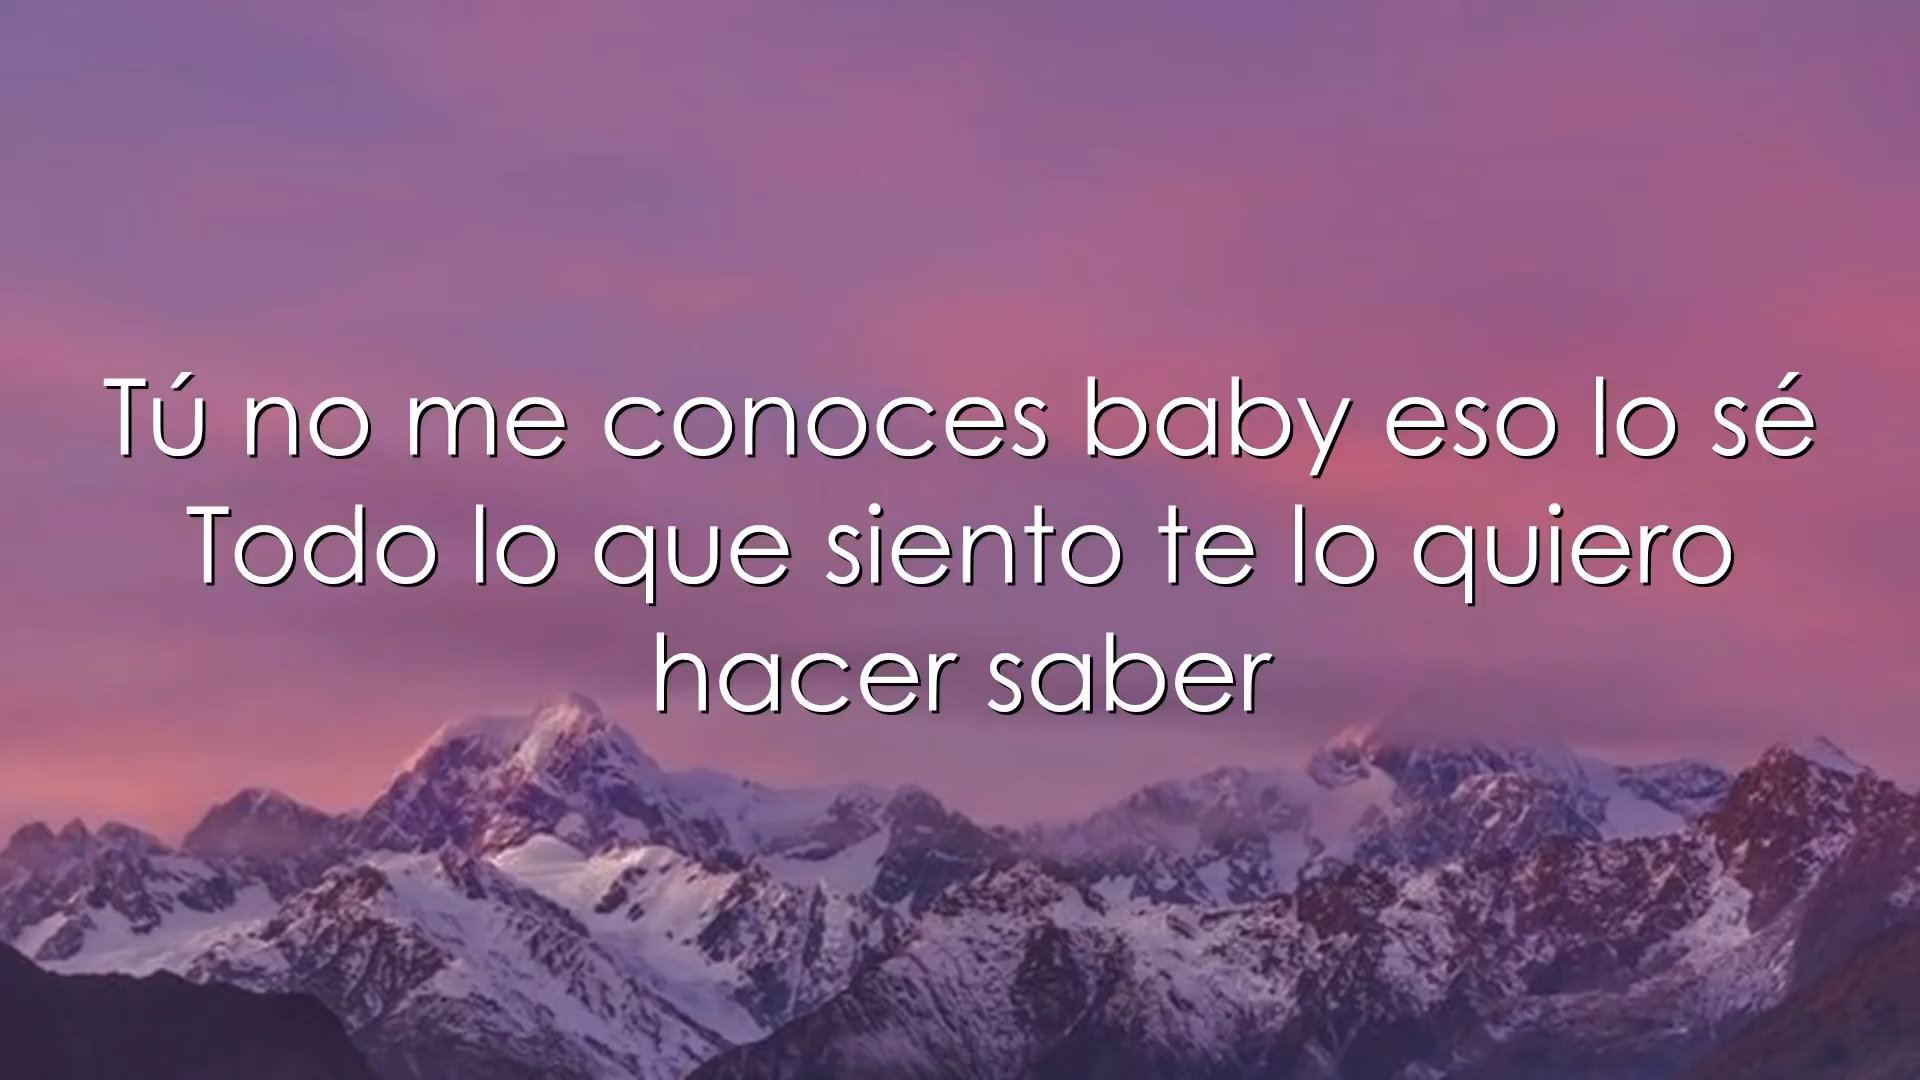 Tú no me conoces baby eso lo sé
Todo lo que siento te lo quiero
hacer saber